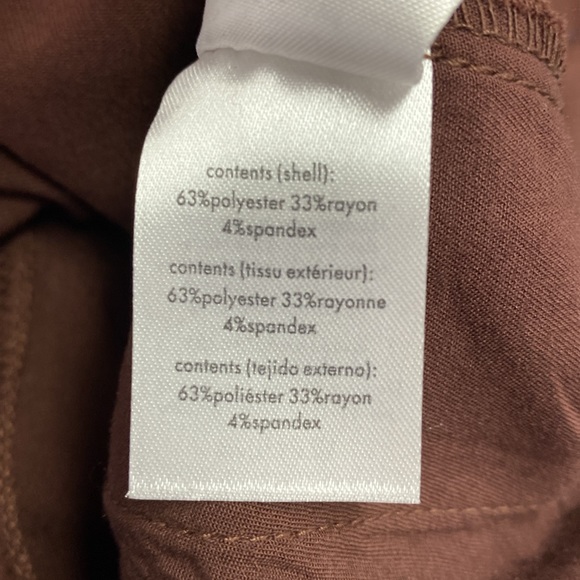 contents (shell):
63%polyester 33%rayon
4%spandex
contents (tissu extérieur):
63%polyester 33%rayonne
4%spandex
contents (tejido externo):
63%poliéster 33%rayon
4%spandex